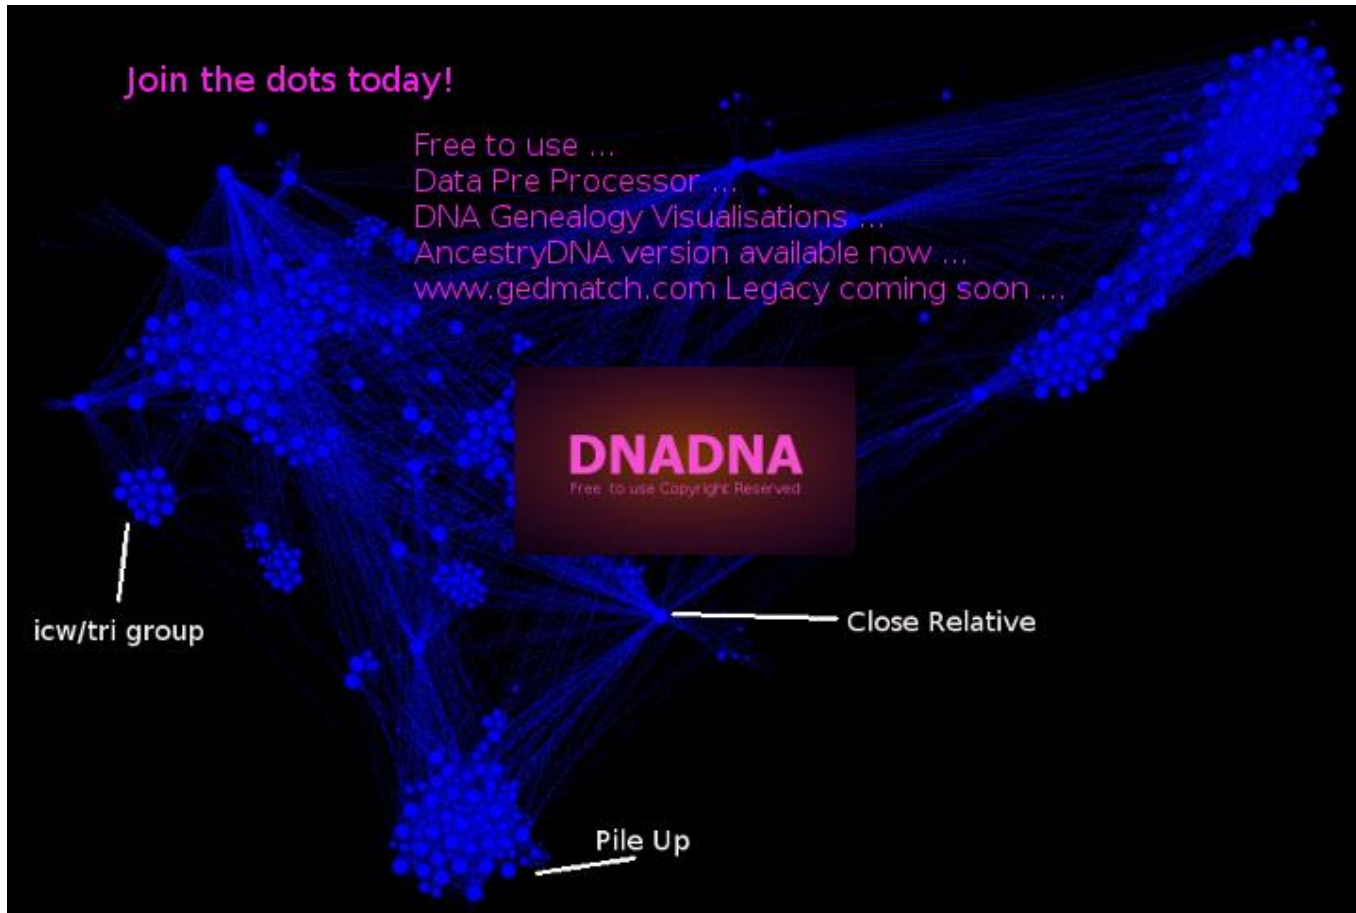 Join the dots today!
Free to use ...
Data Pre Processor ...
DNA Genealogy Visualisations ...
AncestryDNA version available now ...
www.gedmatch.com Legacy coming soon ...
DNADNA
Free to use Copyright Reserved
icw/tri group
Close Relative
Pile Up